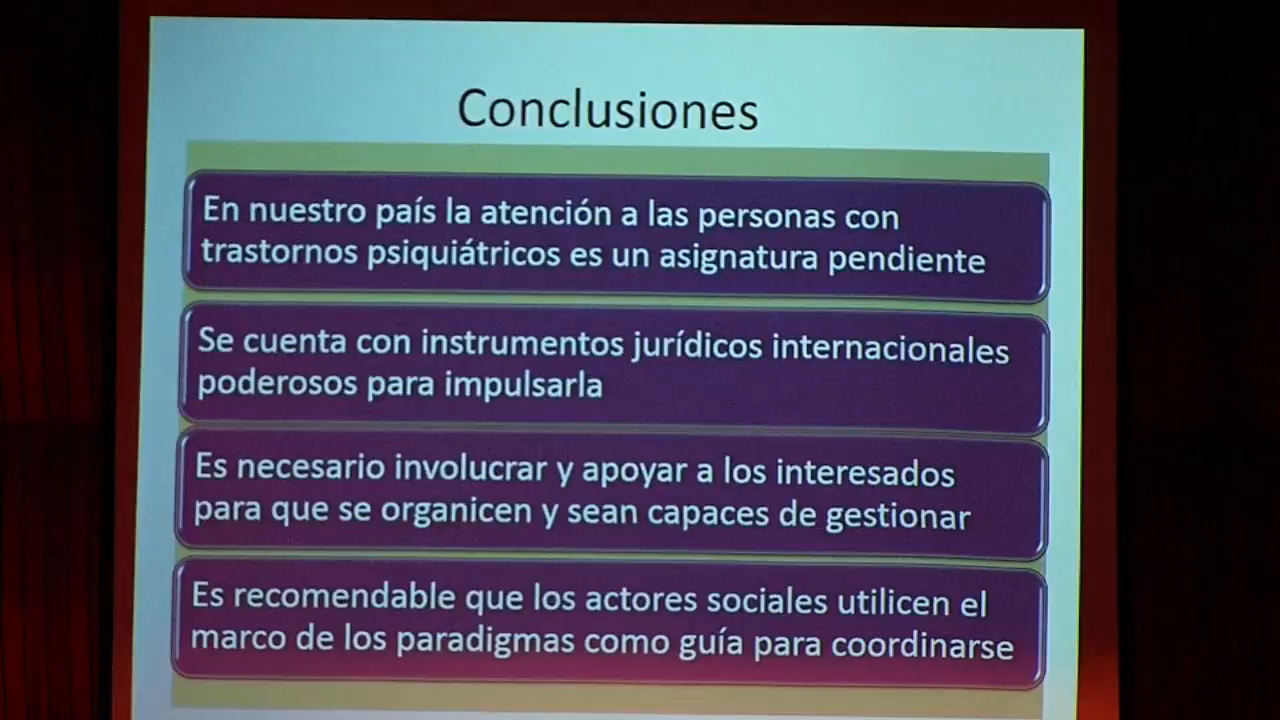 Conclusiones
En nuestro país la atención a las personas con
trastornos psiquiátricos es un asignatura pendiente
Se cuenta con instrumentos jurídicos internacionales
poderosos para impulsarla
Es necesario involucrar y apoyar a los interesados
para que se organicen y sean capaces de gestionar
Es recomendable que los actores sociales utilicen el
marco de los paradigmas como guía para coordinarse